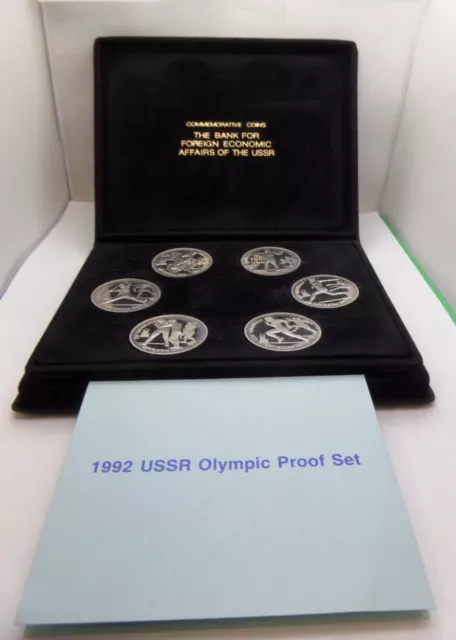 COMMEMORATIVE COINS
THE BANK FOR
FOREIGN ECONOMIC
AFFAIRS OF THE USSR
1992 USSR Olympic Proof Set